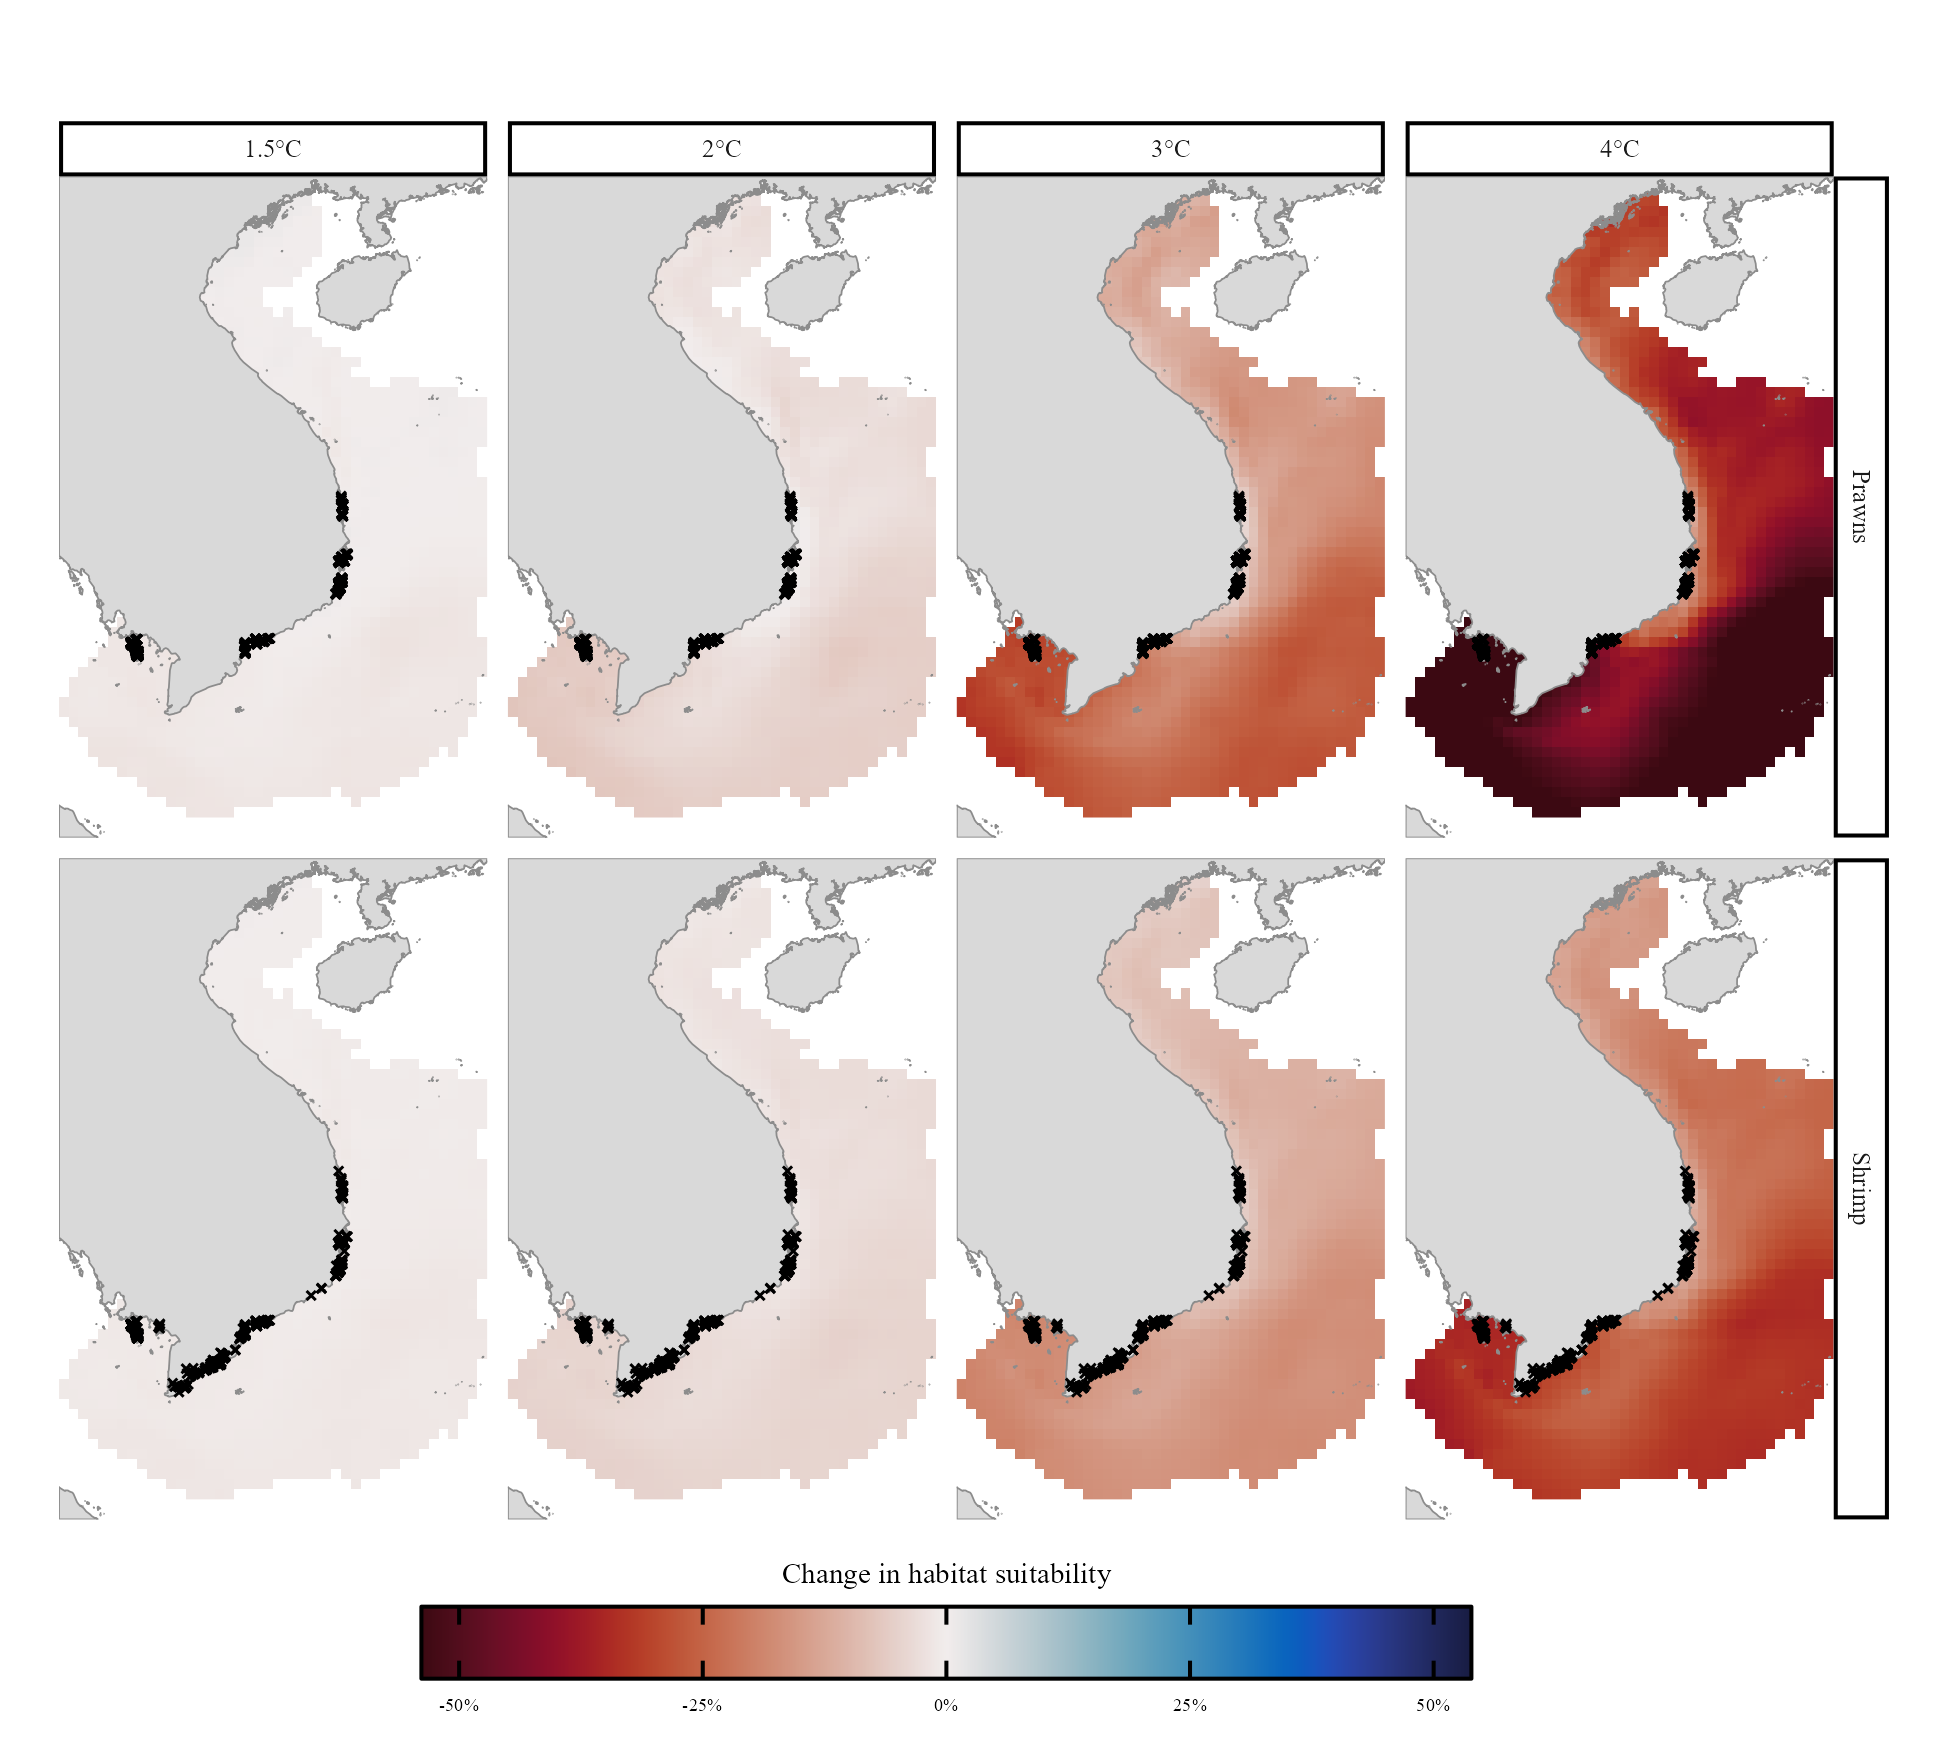 1.5°C
2°C
3°C
4°C
Prawns
Shrimp
Change in habitat suitability
-50%
-25%
0%
25%
50%